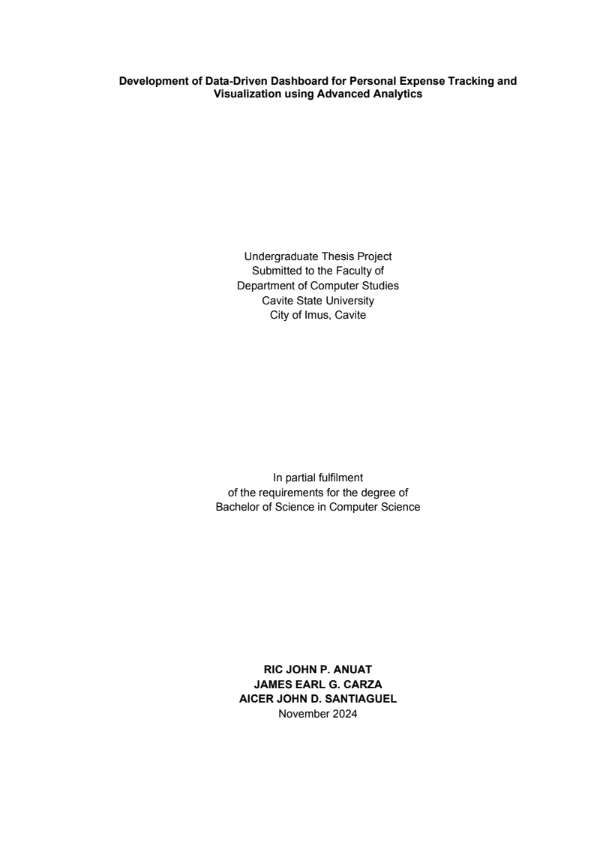 Development of Data-Driven Dashboard for Personal Expense Tracking and
Visualization using Advanced Analytics
Undergraduate Thesis Project
Submitted to the Faculty of
Department of Computer Studies
Cavite State University
City of Imus, Cavite
In partial fulfilment
of the requirements for the degree of
Bachelor of Science in Computer Science
RIC JOHN P. ANUAT
JAMES EARL G. CARZA
AICER JOHN D. SANTIAGUEL
November 2024